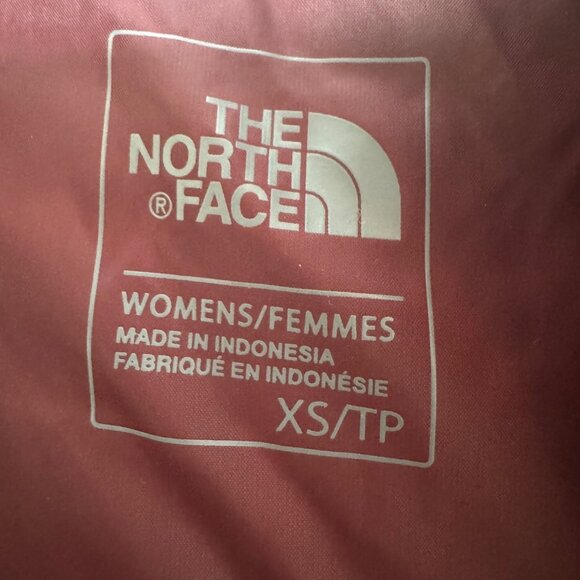 THE
NORTH
®FACE
WOMENS/FEMMES
MADE IN INDONESIA
FABRIQUÉ EN INDONÉSIE
XS/TP